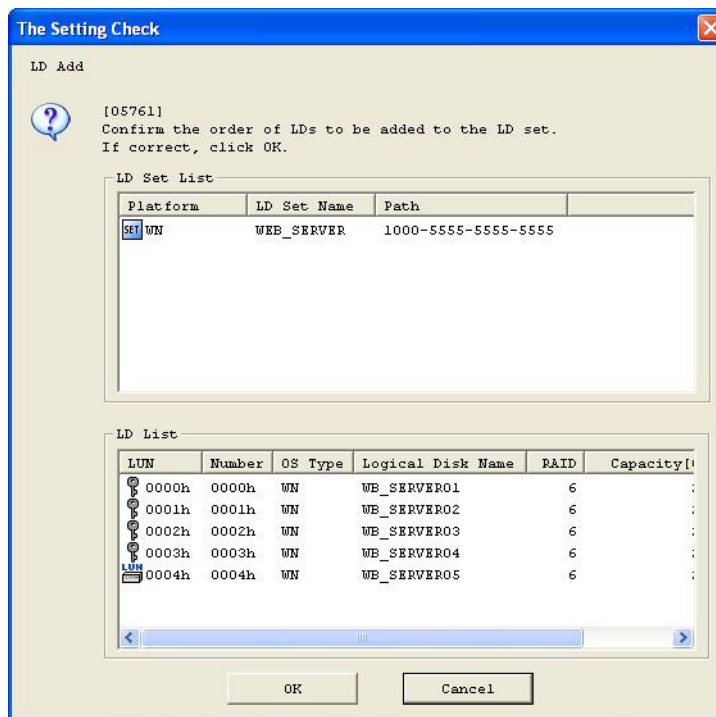 The Setting Check
LD Add
[05761]
Confirm the order of LDs to be added to the LD set.
If correct, click OK.
LD Set List
Platform LD Set Name Path
SET WN WEB_SERVER 1000-5555-5555-5555
LD List
LUN Number OS Type Logical Disk Name RAID Capacity[
0000h 0000h WN WB_SERVER01 6
0001h 0001h WN WB_SERVER02 6
0002h 0002h WN WB_SERVER03 6
0003h 0003h WN WB_SERVER04 6
LUN 0004h 0004h WN WB_SERVER05 6
OK Cancel